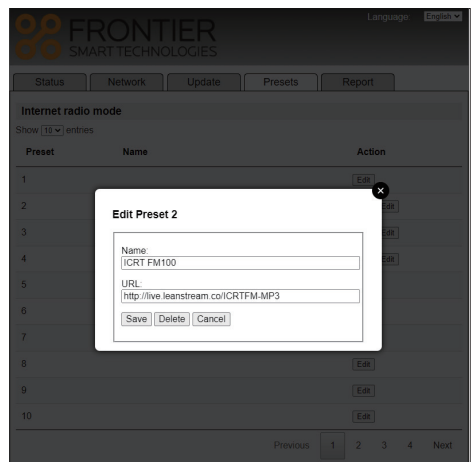 Language: English
FRONTIER
SMART TECHNOLOGIES
Status Network Update Presets Report
Internet radio mode
Show 10 entries
Preset Name Action
1 Edit
2 Edit
Edit Preset 2
3 Edit
Name:
4 Edit
ICRT FM100
5
URL:
http://live.leanstream.co/ICRTFM-MP3
6
Save Delete Cancel
7
8 Edit
9 Edit
10 Edit
Previous 1 2 3 4 Next